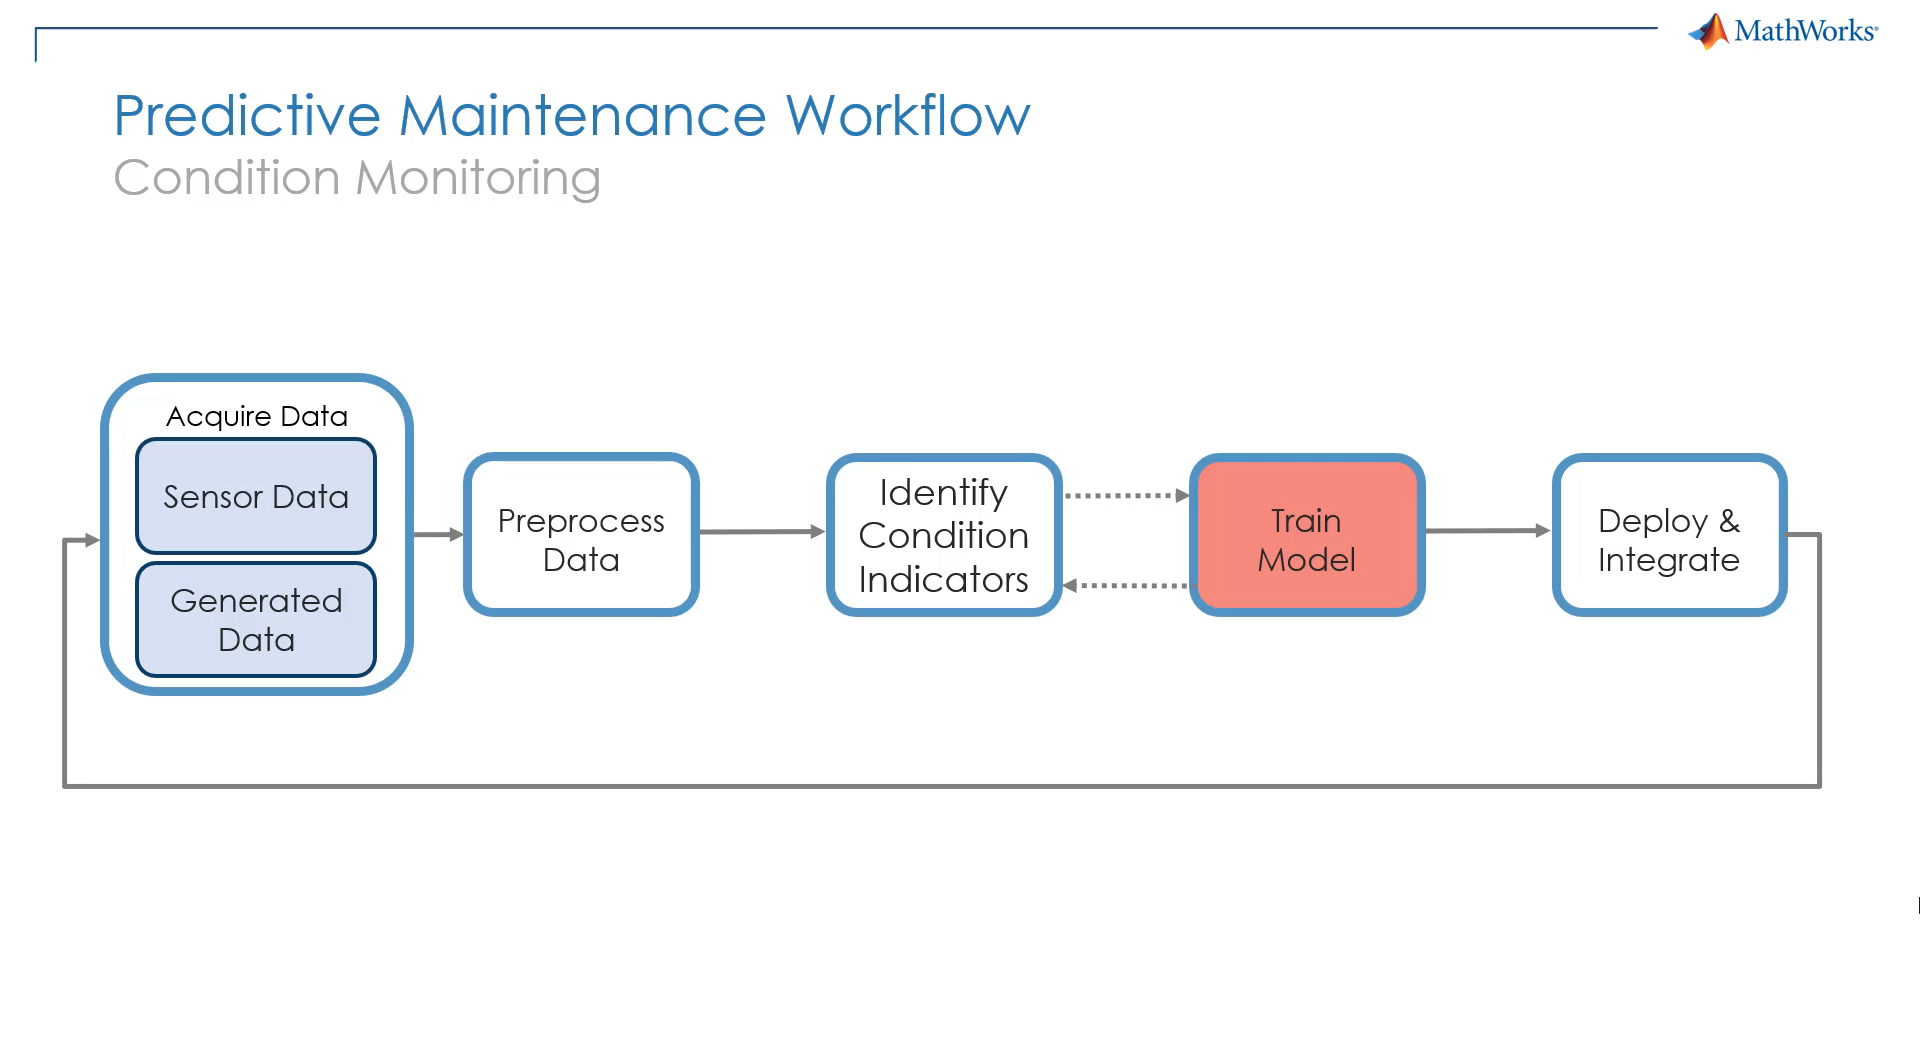 MathWorks®
Predictive Maintenance Workflow
Condition Monitoring
Acquire Data
Sensor Data
Generated
Data
Preprocess
Data
Identify
Condition
Indicators
Train
Model
Deploy &
Integrate